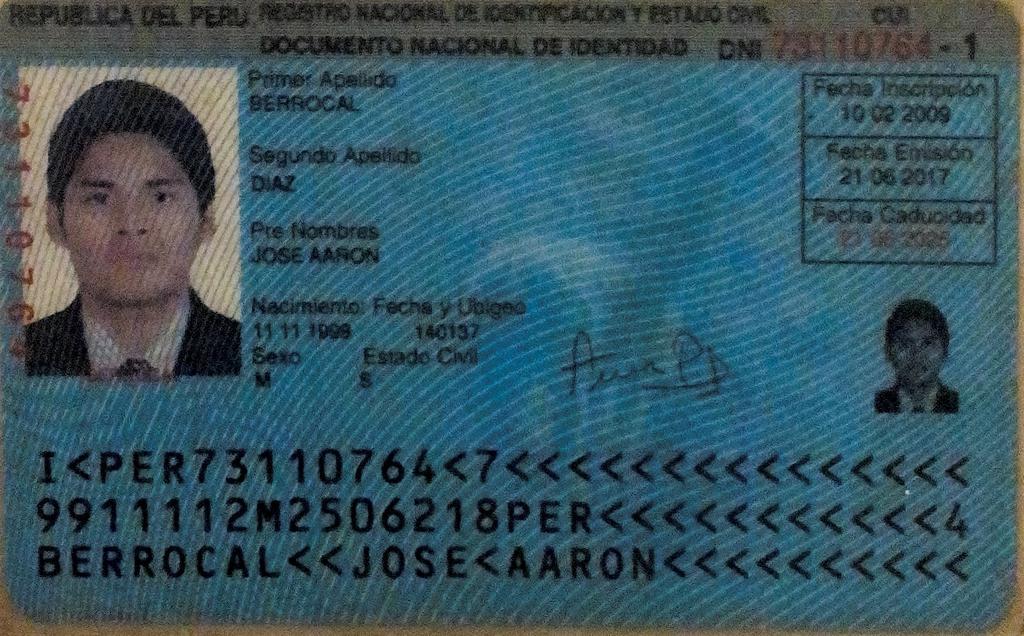 REPUBLICA DEL PERU REGISTRO NACIONAL DE IDENTIFICACION Y ESTADO CIVIL CUI
DOCUMENTO NACIONAL DE IDENTIDAD DNI 73110764 - 1
73110764
Primer Apellido
BERROCAL
Segundo Apellido
DIAZ
Pre Nombres
JOSE AARON
Nacimiento: Fecha y Ubigeo
11 11 1999 140137
Sexo Estado Civil
M S
Fecha Inscripción
10 02 2009
Fecha Emisión
21 06 2017
Fecha Caducidad
I<PER73110764<7<<<<<<<<<<<<<<<
9911112M2506218PER<<<<<<<<<<<4
BERROCAL<<JOSE<AARON<<<<<<<<<<